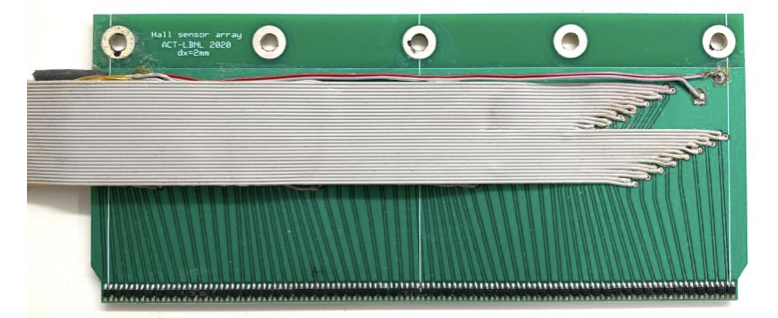 Hall sensor array
ACT-LBNL 2020
dx=2mm